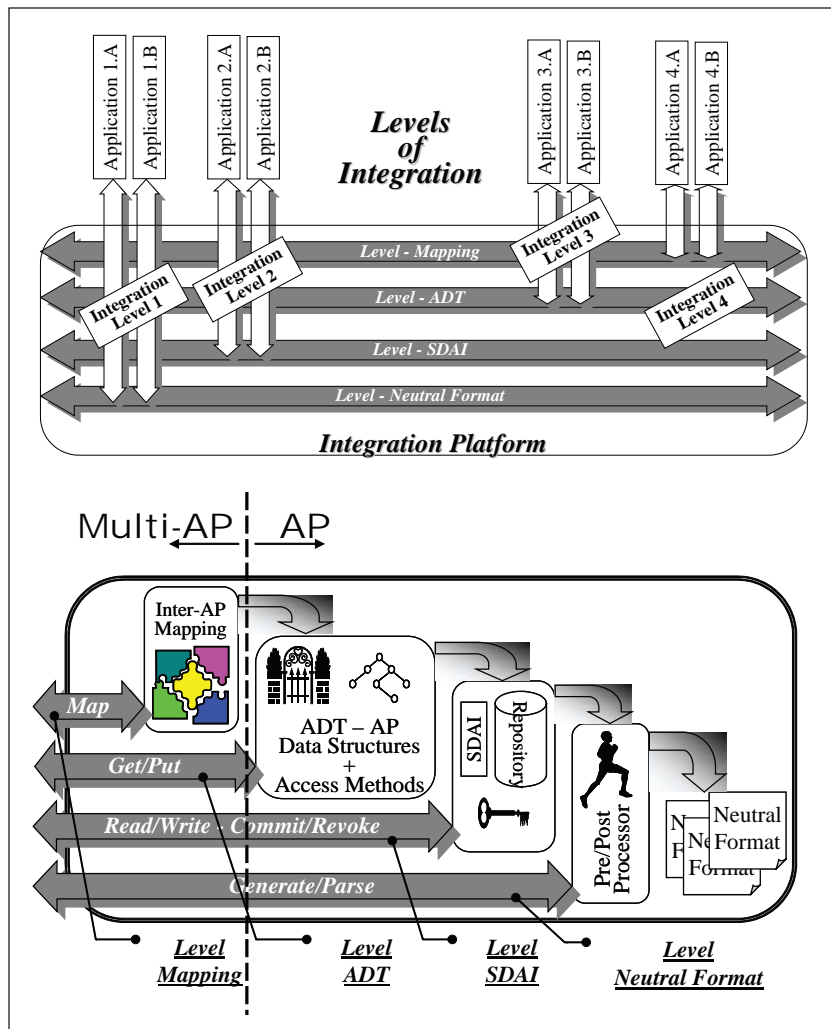 Application 1.A
Application 1.B
Application 2.A
Application 2.B
Application 3.A
Application 3.B
Application 4.A
Application 4.B
Levels
of
Integration
Level - Mapping
Level - ADT
Level - SDAI
Level - Neutral Format
Integration
Level 1
Integration
Level 2
Integration
Level 3
Integration
Level 4
Integration Platform
Multi-AP
AP
Inter-AP
Mapping
ADT – AP
Data Structures
+
Access Methods
SDAI
Repository
Pre/Post
Processor
Neutral
Format
Ne
Format
N
F
Map
Get/Put
Read/Write - Commit/Revoke
Generate/Parse
Level
Mapping
Level
ADT
Level
SDAI
Level
Neutral Format